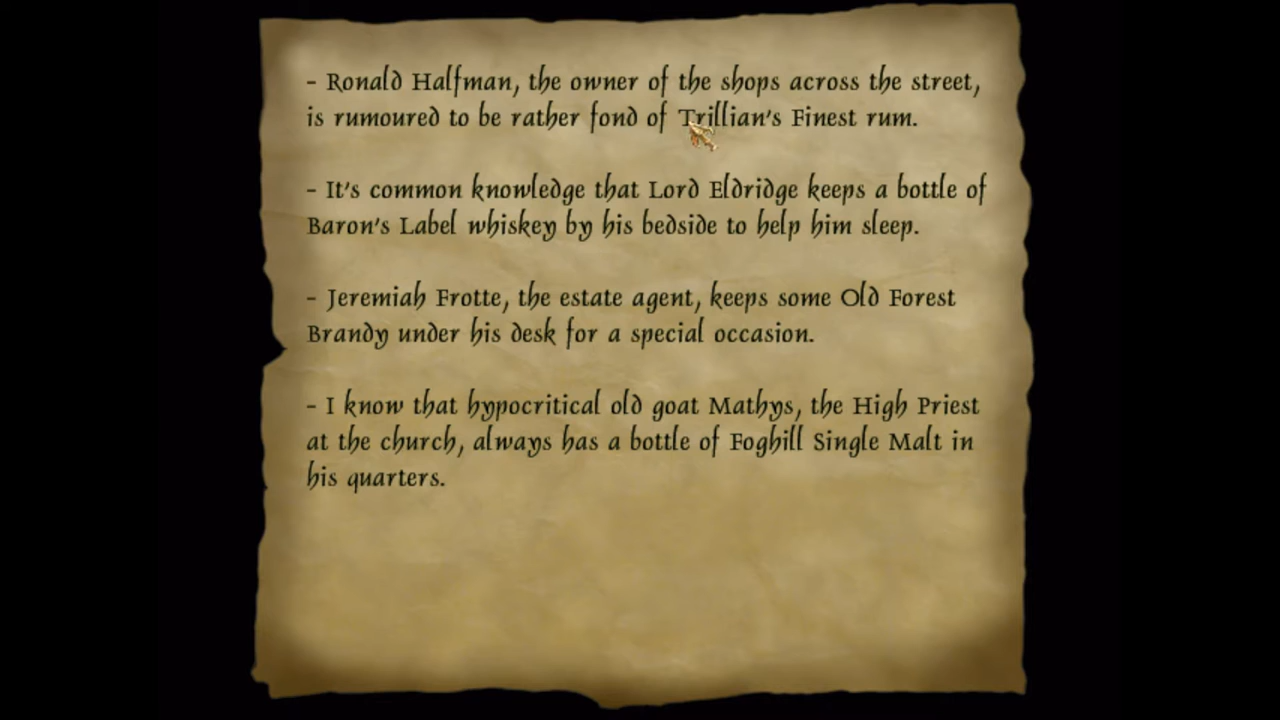 - Ronald Halfman, the owner of the shops across the street,
is rumoured to be rather fond of Trillian's Finest rum.
- It's common knowledge that Lord Eldridge keeps a bottle of
Baron's Label whiskey by his bedside to help him sleep.
- Jeremiah Frotte, the estate agent, keeps some Old Forest
Brandy under his desk for a special occasion.
- I know that hypocritical old goat Mathys, the High Priest
at the church, always has a bottle of Foghill Single Malt in
his quarters.